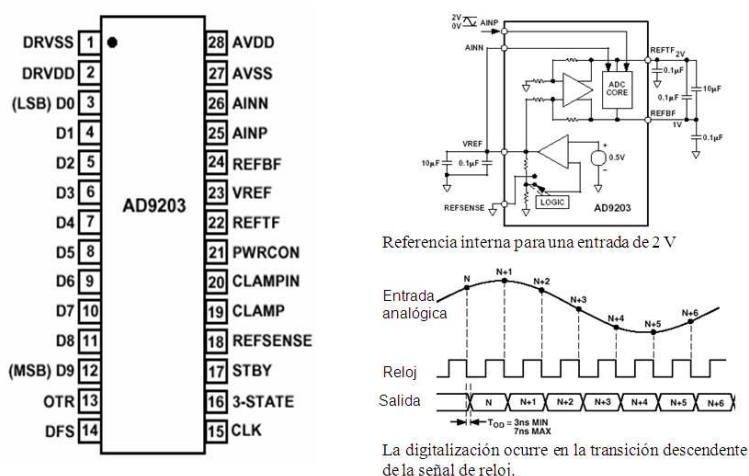 DRVSS 1
DRVDD 2
(LSB) D0 3
D1 4
D2 5
D3 6
D4 7
D5 8
D6 9
D7 10
D8 11
(MSB) D9 12
OTR 13
DFS 14
AD9203
28 AVDD
27 AVSS
26 AINN
25 AINP
24 REFBF
23 VREF
22 REFTF
21 PWRCON
20 CLAMPIN
19 CLAMP
18 REFSENSE
17 STBY
16 3-STATE
15 CLK
2V
0V
AINP
AINN
REFTF
2V
0.1µF
ADC
CORE
0.1µF
10µF
REFBF
1V
0.1µF
VREF
10µF
0.1µF
+
0.5V
–
LOGIC
REFSENSE
AD9203
Referencia interna para una entrada de 2 V
N
N+1
N+2
N+3
N+4
N+5
N+6
Entrada
analógica
Reloj
Salida
N
N+1
N+2
N+3
N+4
N+5
N+6
TOD = 3ns MIN
7ns MAX
La digitalización ocurre en la transición descendente
de la señal de reloj.